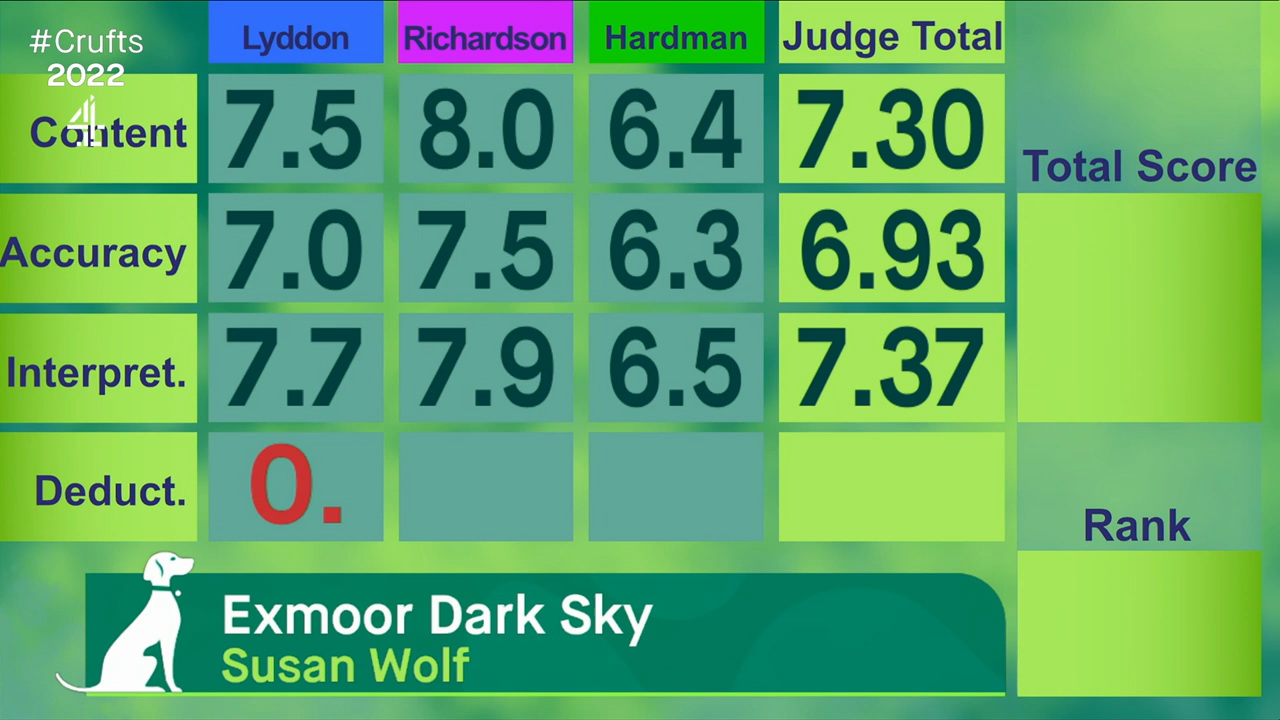 #Crufts
2022
Lyddon Richardson Hardman Judge Total
Content 7.5 8.0 6.4 7.30
Total Score
Accuracy 7.0 7.5 6.3 6.93
Interpret. 7.7 7.9 6.5 7.37
Deduct. 0.
Rank
Exmoor Dark Sky
Susan Wolf